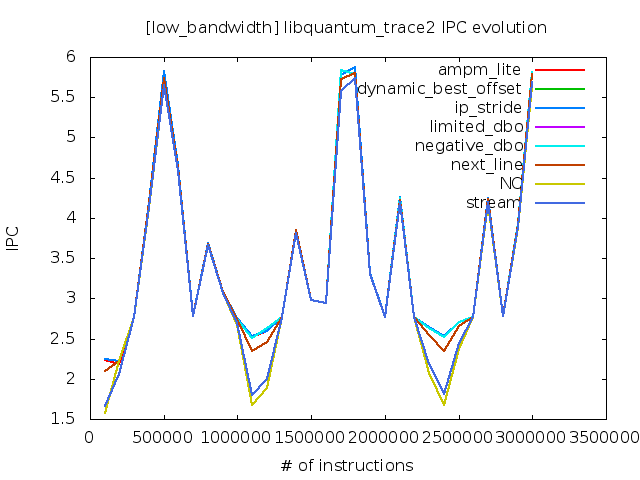 [low_bandwidth] libquantum_trace2 IPC evolution
6
5.5
5
4.5
4
3.5
3
2.5
2
1.5
IPC
ampm_lite
dynamic_best_offset
ip_stride
limited_dbo
negative_dbo
next_line
NO
stream
0 500000 1000000 1500000 2000000 2500000 3000000 3500000
# of instructions